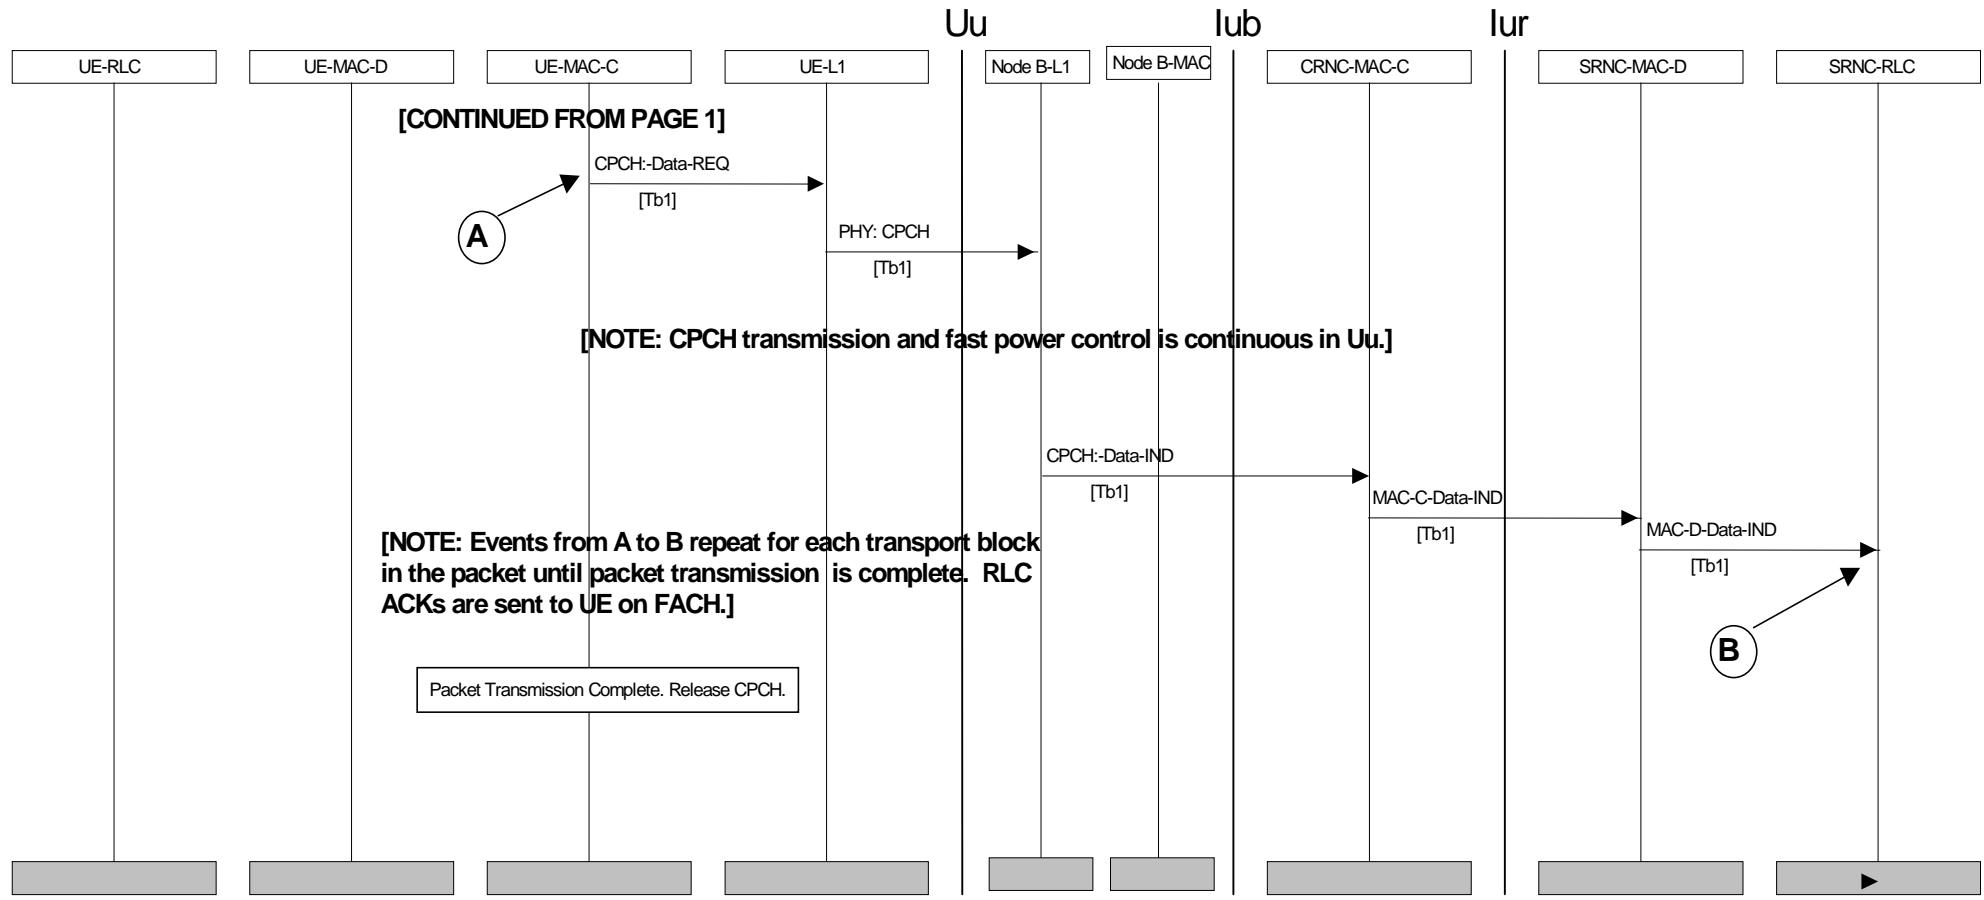 Uu Iub Iur
UE-RLC UE-MAC-D UE-MAC-C UE-L1 Node B-L1 Node B-MAC CRNC-MAC-C SRNC-MAC-D SRNC-RLC
[CONTINUED FROM PAGE 1]
CPCH:-Data-REQ
[Tb1]
A
PHY: CPCH
[Tb1]
[NOTE: CPCH transmission and fast power control is continuous in Uu.]
CPCH:-Data-IND
[Tb1]
MAC-C-Data-IND
[Tb1]
MAC-D-Data-IND
[Tb1]
[NOTE: Events from A to B repeat for each transport block
in the packet until packet transmission is complete. RLC
ACKs are sent to UE on FACH.]
B
Packet Transmission Complete. Release CPCH.